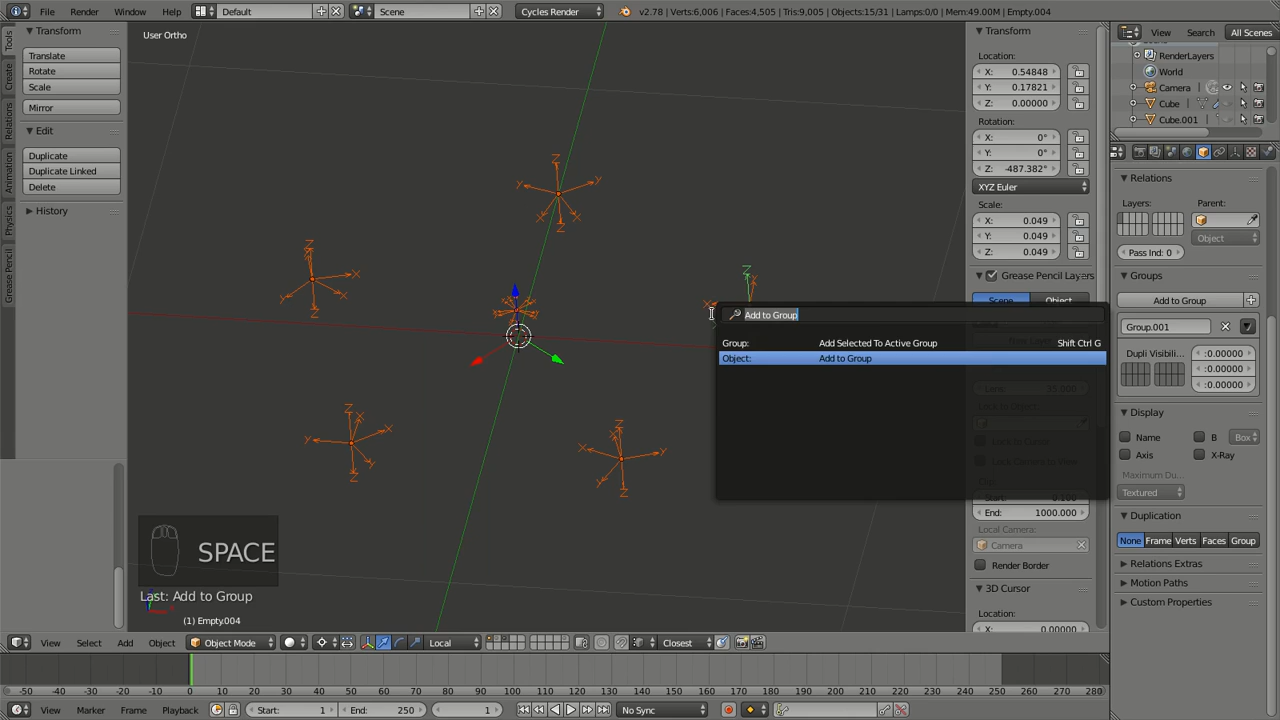 File Render Window Help Default Scene Cycles Render v2.78 | Verts:6,006 | Faces:4,505 | Tris:9,005 | Objects:15/31 | Lamps:0/0 | Mem:49.00M | Empty.004
Tools
Create
Relations
Animation
Physics
Grease Pencil
Transform
Translate
Rotate
Scale
Mirror
Edit
Duplicate
Duplicate Linked
Delete
History
User Ortho
Add to Group
Group: Add Selected To Active Group Shift Ctrl G
Object: Add to Group
SPACE
Last: Add to Group
(1) Empty.004
Transform
Location:
X: 0.54848
Y: 0.17821
Z: 0.00000
Rotation:
X: 0°
Y: 0°
Z: -487.382°
XYZ Euler
Scale:
X: 0.049
Y: 0.049
Z: 0.049
Grease Pencil Layers
Scene Object
Start: 0.100
End: 1000.000
Local Camera:
Camera
Render Border
3D Cursor
Location:
X: 0.00000
View Search All Scenes
RenderLayers
World
Camera
Cube
Cube.001
Relations
Layers: Parent:
Object
Pass Ind: 0
Groups
Add to Group
Group.001
Dupli Visibili..
:0.00000
:0.00000
:0.00000
Display
Name B Box
Axis X-Ray
Maximum Du..
Textured
Duplication
None Frame Verts Faces Group
Relations Extras
Motion Paths
Custom Properties
View Select Add Object Object Mode Local Closest
-50 -40 -30 -20 -10 0 10 20 30 40 50 60 70 80 90 100 110 120 130 140 150 160 170 180 190 200 210 220 230 240 250 260 270 280
View Marker Frame Playback Start: 1 End: 250 1 No Sync